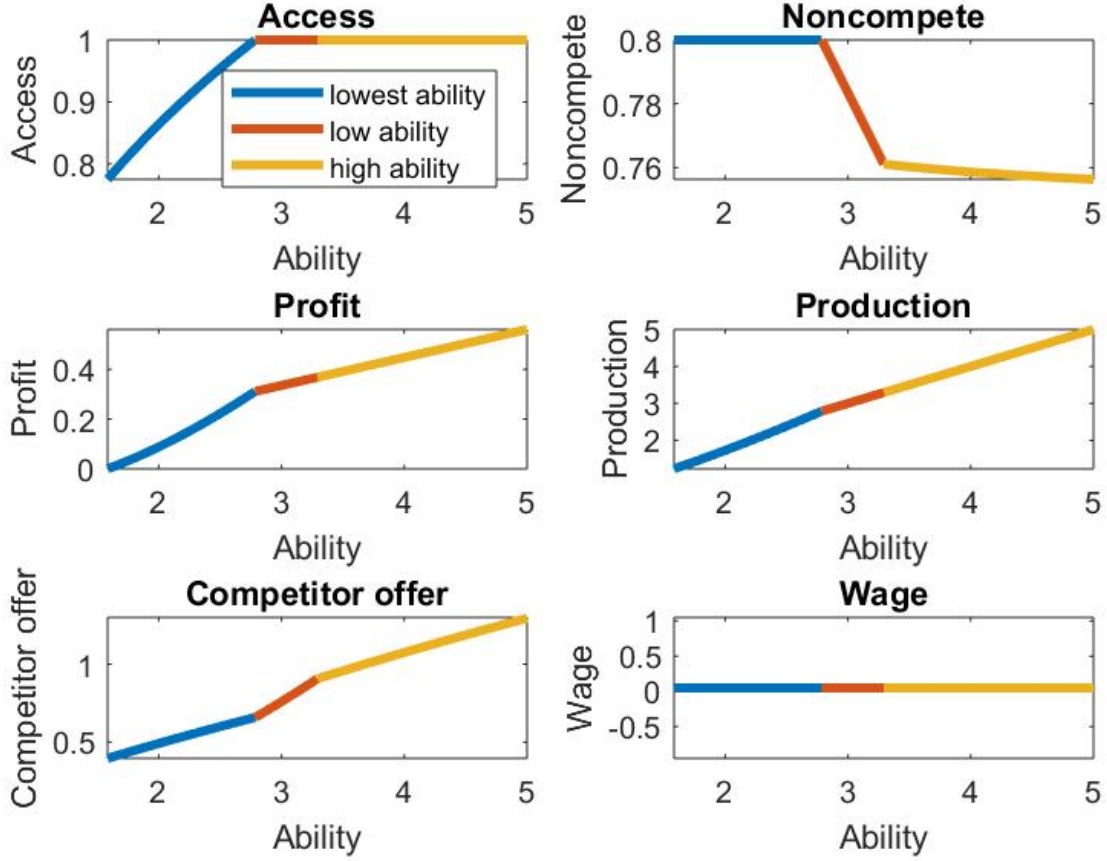 Access
Access
1
0.9
0.8
lowest ability
low ability
high ability
2 3 4 5
Ability
Noncompete
Noncompete
0.8
0.78
0.76
2 3 4 5
Ability
Profit
Profit
0.4
0.2
0
2 3 4 5
Ability
Production
Production
5
4
3
2
2 3 4 5
Ability
Competitor offer
Competitor offer
1
0.5
2 3 4 5
Ability
Wage
Wage
1
0.5
0
-0.5
2 3 4 5
Ability